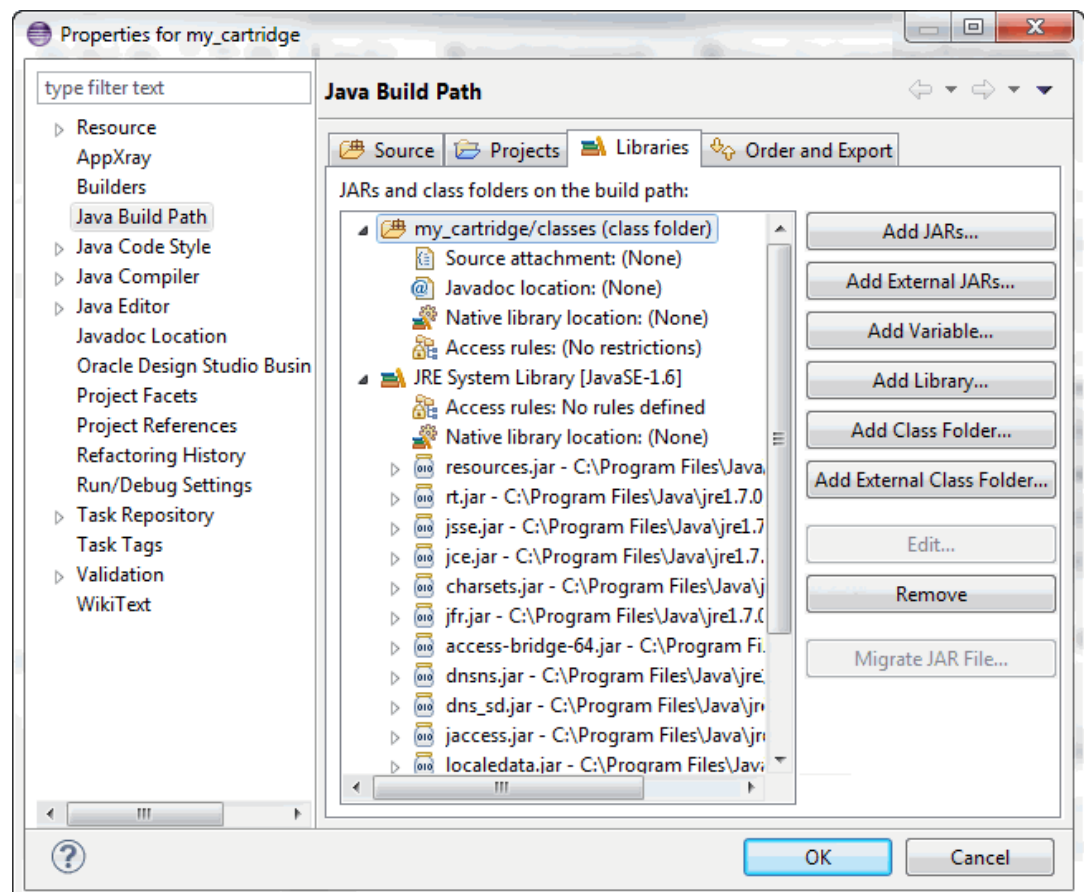 Properties for my_cartridge
type filter text
Resource
AppXray
Builders
Java Build Path
Java Code Style
Java Compiler
Java Editor
Javadoc Location
Oracle Design Studio Busin
Project Facets
Project References
Refactoring History
Run/Debug Settings
Task Repository
Task Tags
Validation
WikiText
Java Build Path
Source
Projects
Libraries
Order and Export
JARs and class folders on the build path:
my_cartridge/classes (class folder)
Source attachment: (None)
Javadoc location: (None)
Native library location: (None)
Access rules: (No restrictions)
JRE System Library [JavaSE-1.6]
Access rules: No rules defined
Native library location: (None)
resources.jar - C:\Program Files\Java
rt.jar - C:\Program Files\Java\jre1.7.0
jsse.jar - C:\Program Files\Java\jre1.7
jce.jar - C:\Program Files\Java\jre1.7.
charsets.jar - C:\Program Files\Java\j
jfr.jar - C:\Program Files\Java\jre1.7.(
access-bridge-64.jar - C:\Program Fi
dnsns.jar - C:\Program Files\Java\jre
dns_sd.jar - C:\Program Files\Java\jr
jaccess.jar - C:\Program Files\Java\jr
localedata.jar - C:\Program Files\Java
Add JARs...
Add External JARs...
Add Variable...
Add Library...
Add Class Folder...
Add External Class Folder...
Edit...
Remove
Migrate JAR File...
OK
Cancel